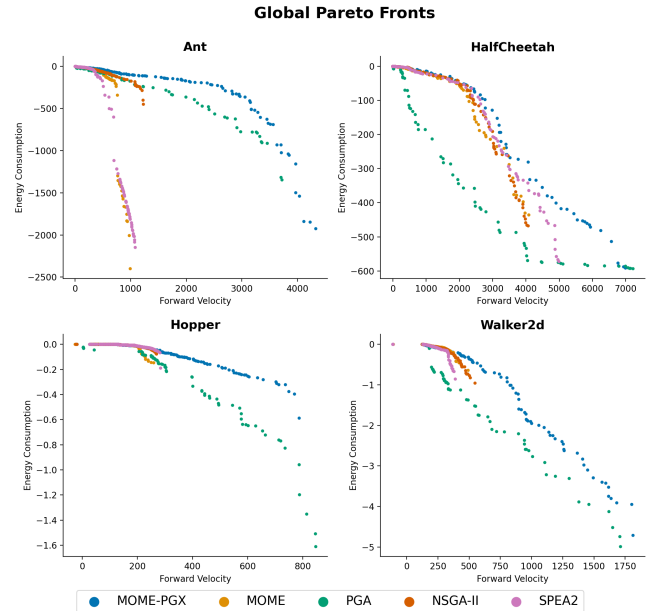 Global Pareto Fronts
Ant
Energy Consumption
0
−500
−1000
−1500
−2000
−2500
0 1000 2000 3000 4000
Forward Velocity
HalfCheetah
Energy Consumption
0
−100
−200
−300
−400
−500
−600
0 1000 2000 3000 4000 5000 6000 7000
Forward Velocity
Hopper
Energy Consumption
0.0
−0.2
−0.4
−0.6
−0.8
−1.0
−1.2
−1.4
−1.6
0 200 400 600 800
Forward Velocity
Walker2d
Energy Consumption
0
−1
−2
−3
−4
−5
0 250 500 750 1000 1250 1500 1750
Forward Velocity
MOME-PGX MOME PGA NSGA-II SPEA2